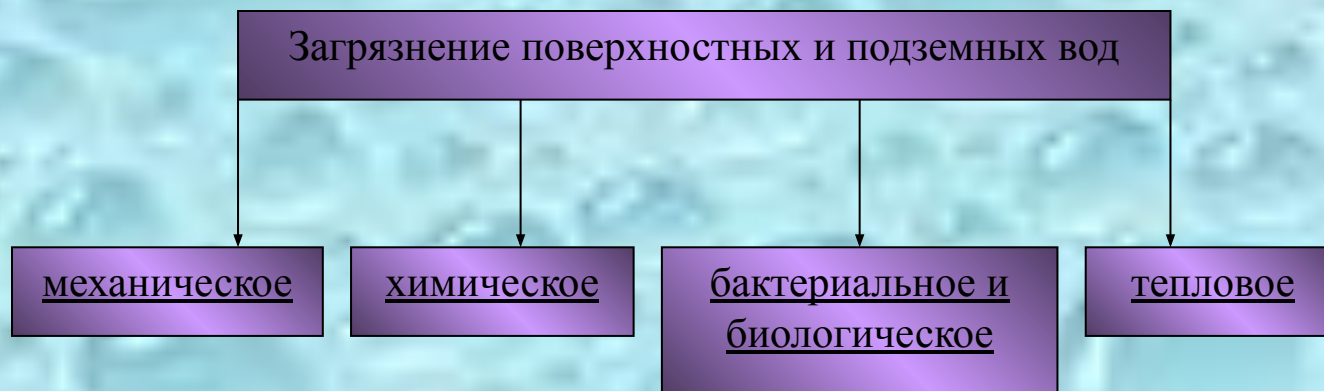 Загрязнение поверхностных и подземных вод
механическое
химическое
бактериальное и
биологическое
тепловое